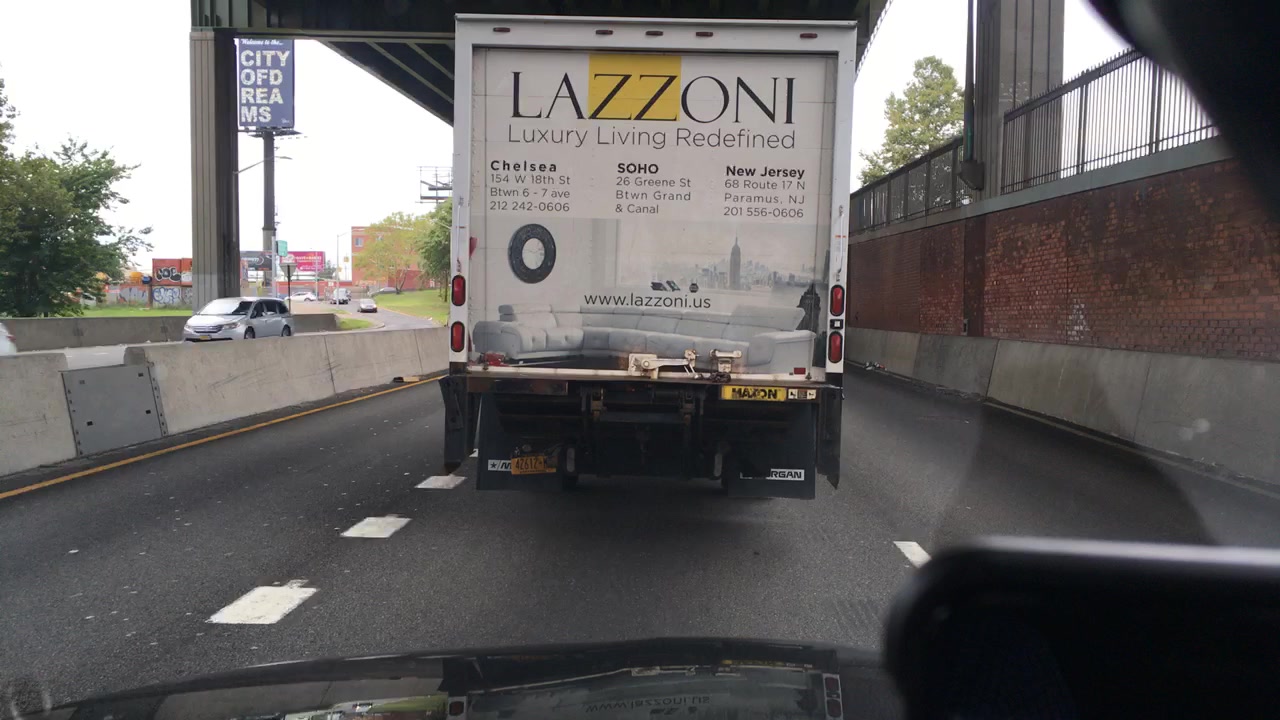 Welcome to the...
CITY
OFD
REA
MS
LAZZONI
Luxury Living Redefined
Chelsea
154 W 18th St
Btwn 6 - 7 ave
212 242-0606
SOHO
26 Greene St
Btwn Grand
& Canal
New Jersey
68 Route 17 N
Paramus, NJ
201 556-0606
www.lazzoni.us
MAXON